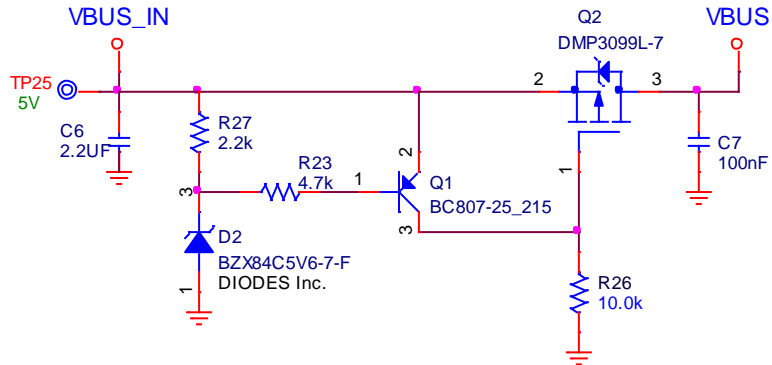 VBUS_IN
Q2
VBUS
DMP3099L-7
TP25
5V
2
3
C6
2.2UF
R27
2.2k
R23
4.7k
2
1
Q1
BC807-25_215
1
C7
100nF
3
3
D2
BZX84C5V6-7-F
DIODES Inc.
1
R26
10.0k